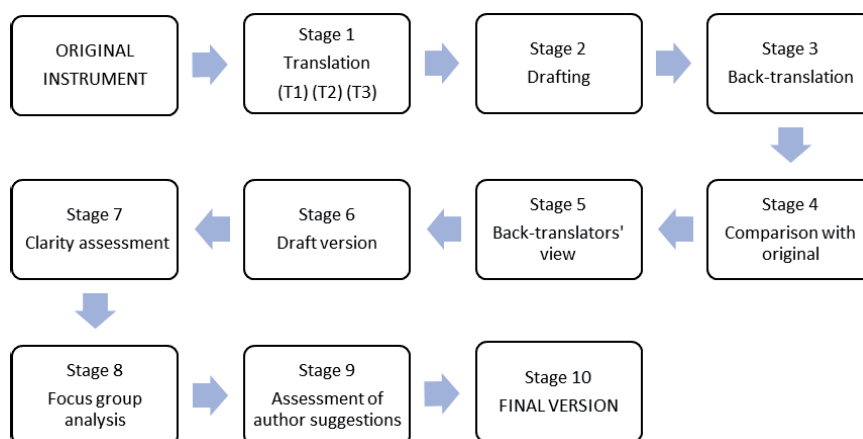 ORIGINAL
INSTRUMENT
Stage 1
Translation
(T1) (T2) (T3)
Stage 2
Drafting
Stage 3
Back-translation
Stage 4
Comparison with
original
Stage 5
Back-translators'
view
Stage 6
Draft version
Stage 7
Clarity assessment
Stage 8
Focus group
analysis
Stage 9
Assessment of
author suggestions
Stage 10
FINAL VERSION